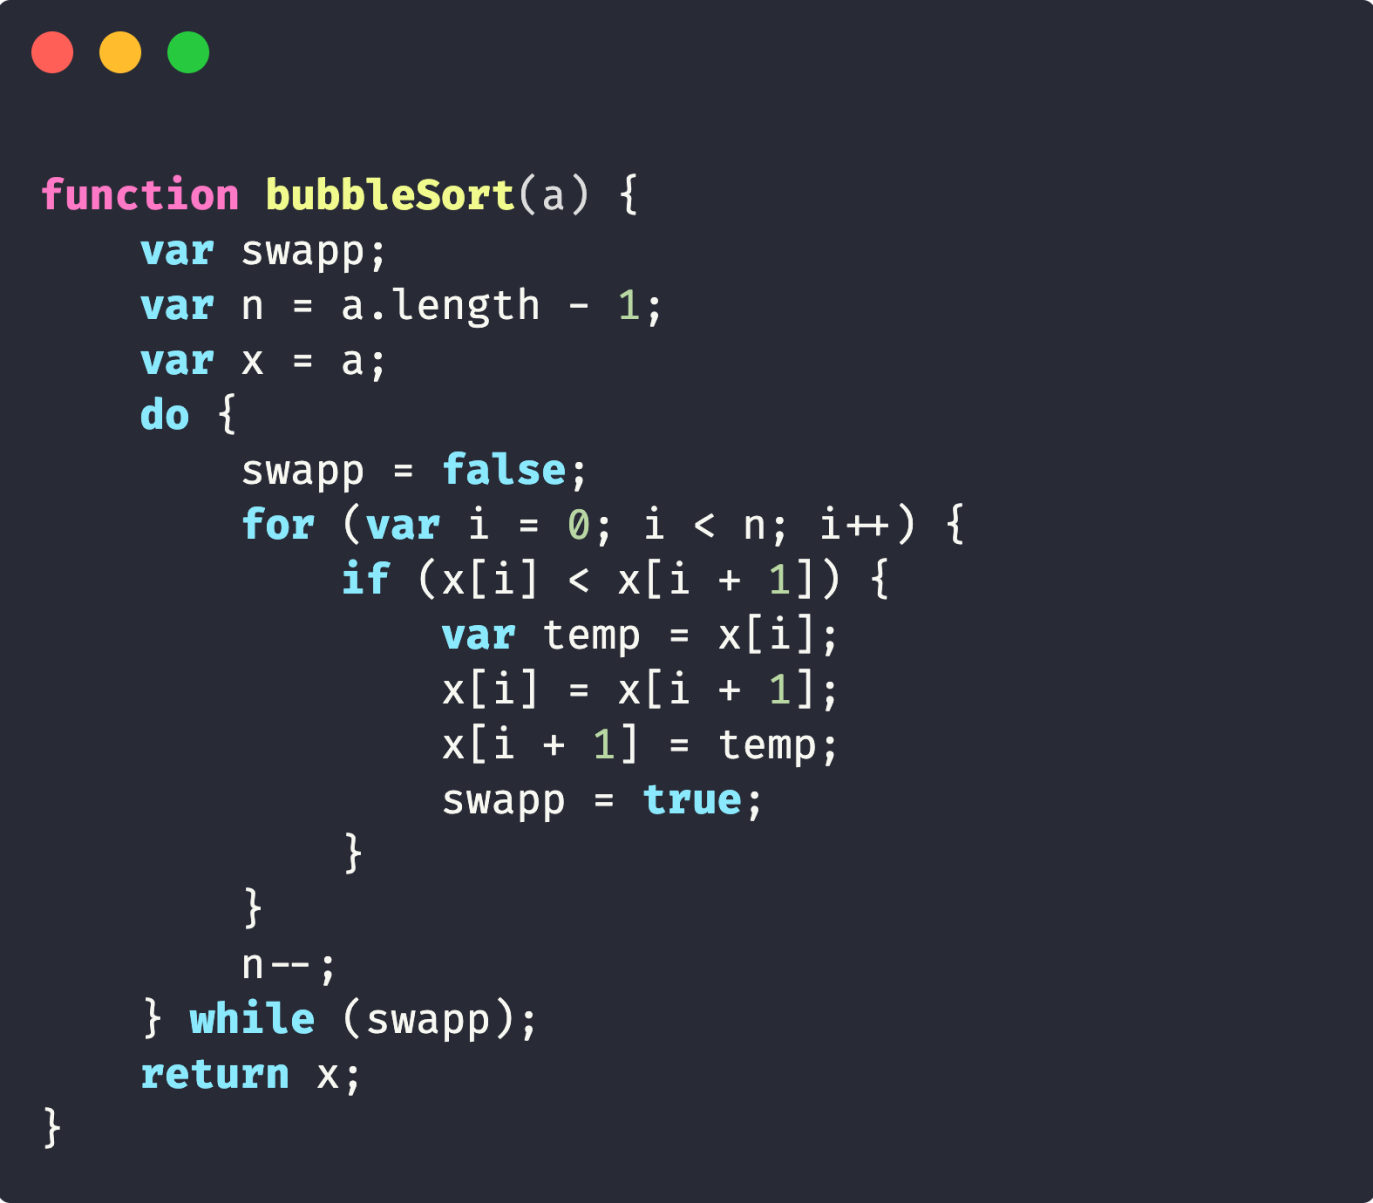 function bubbleSort(a) {
    var swapp;
    var n = a.length - 1;
    var x = a;
    do {
        swapp = false;
        for (var i = 0; i < n; i++) {
            if (x[i] < x[i + 1]) {
                var temp = x[i];
                x[i] = x[i + 1];
                x[i + 1] = temp;
                swapp = true;
            }
        }
        n--;
    } while (swapp);
    return x;
}